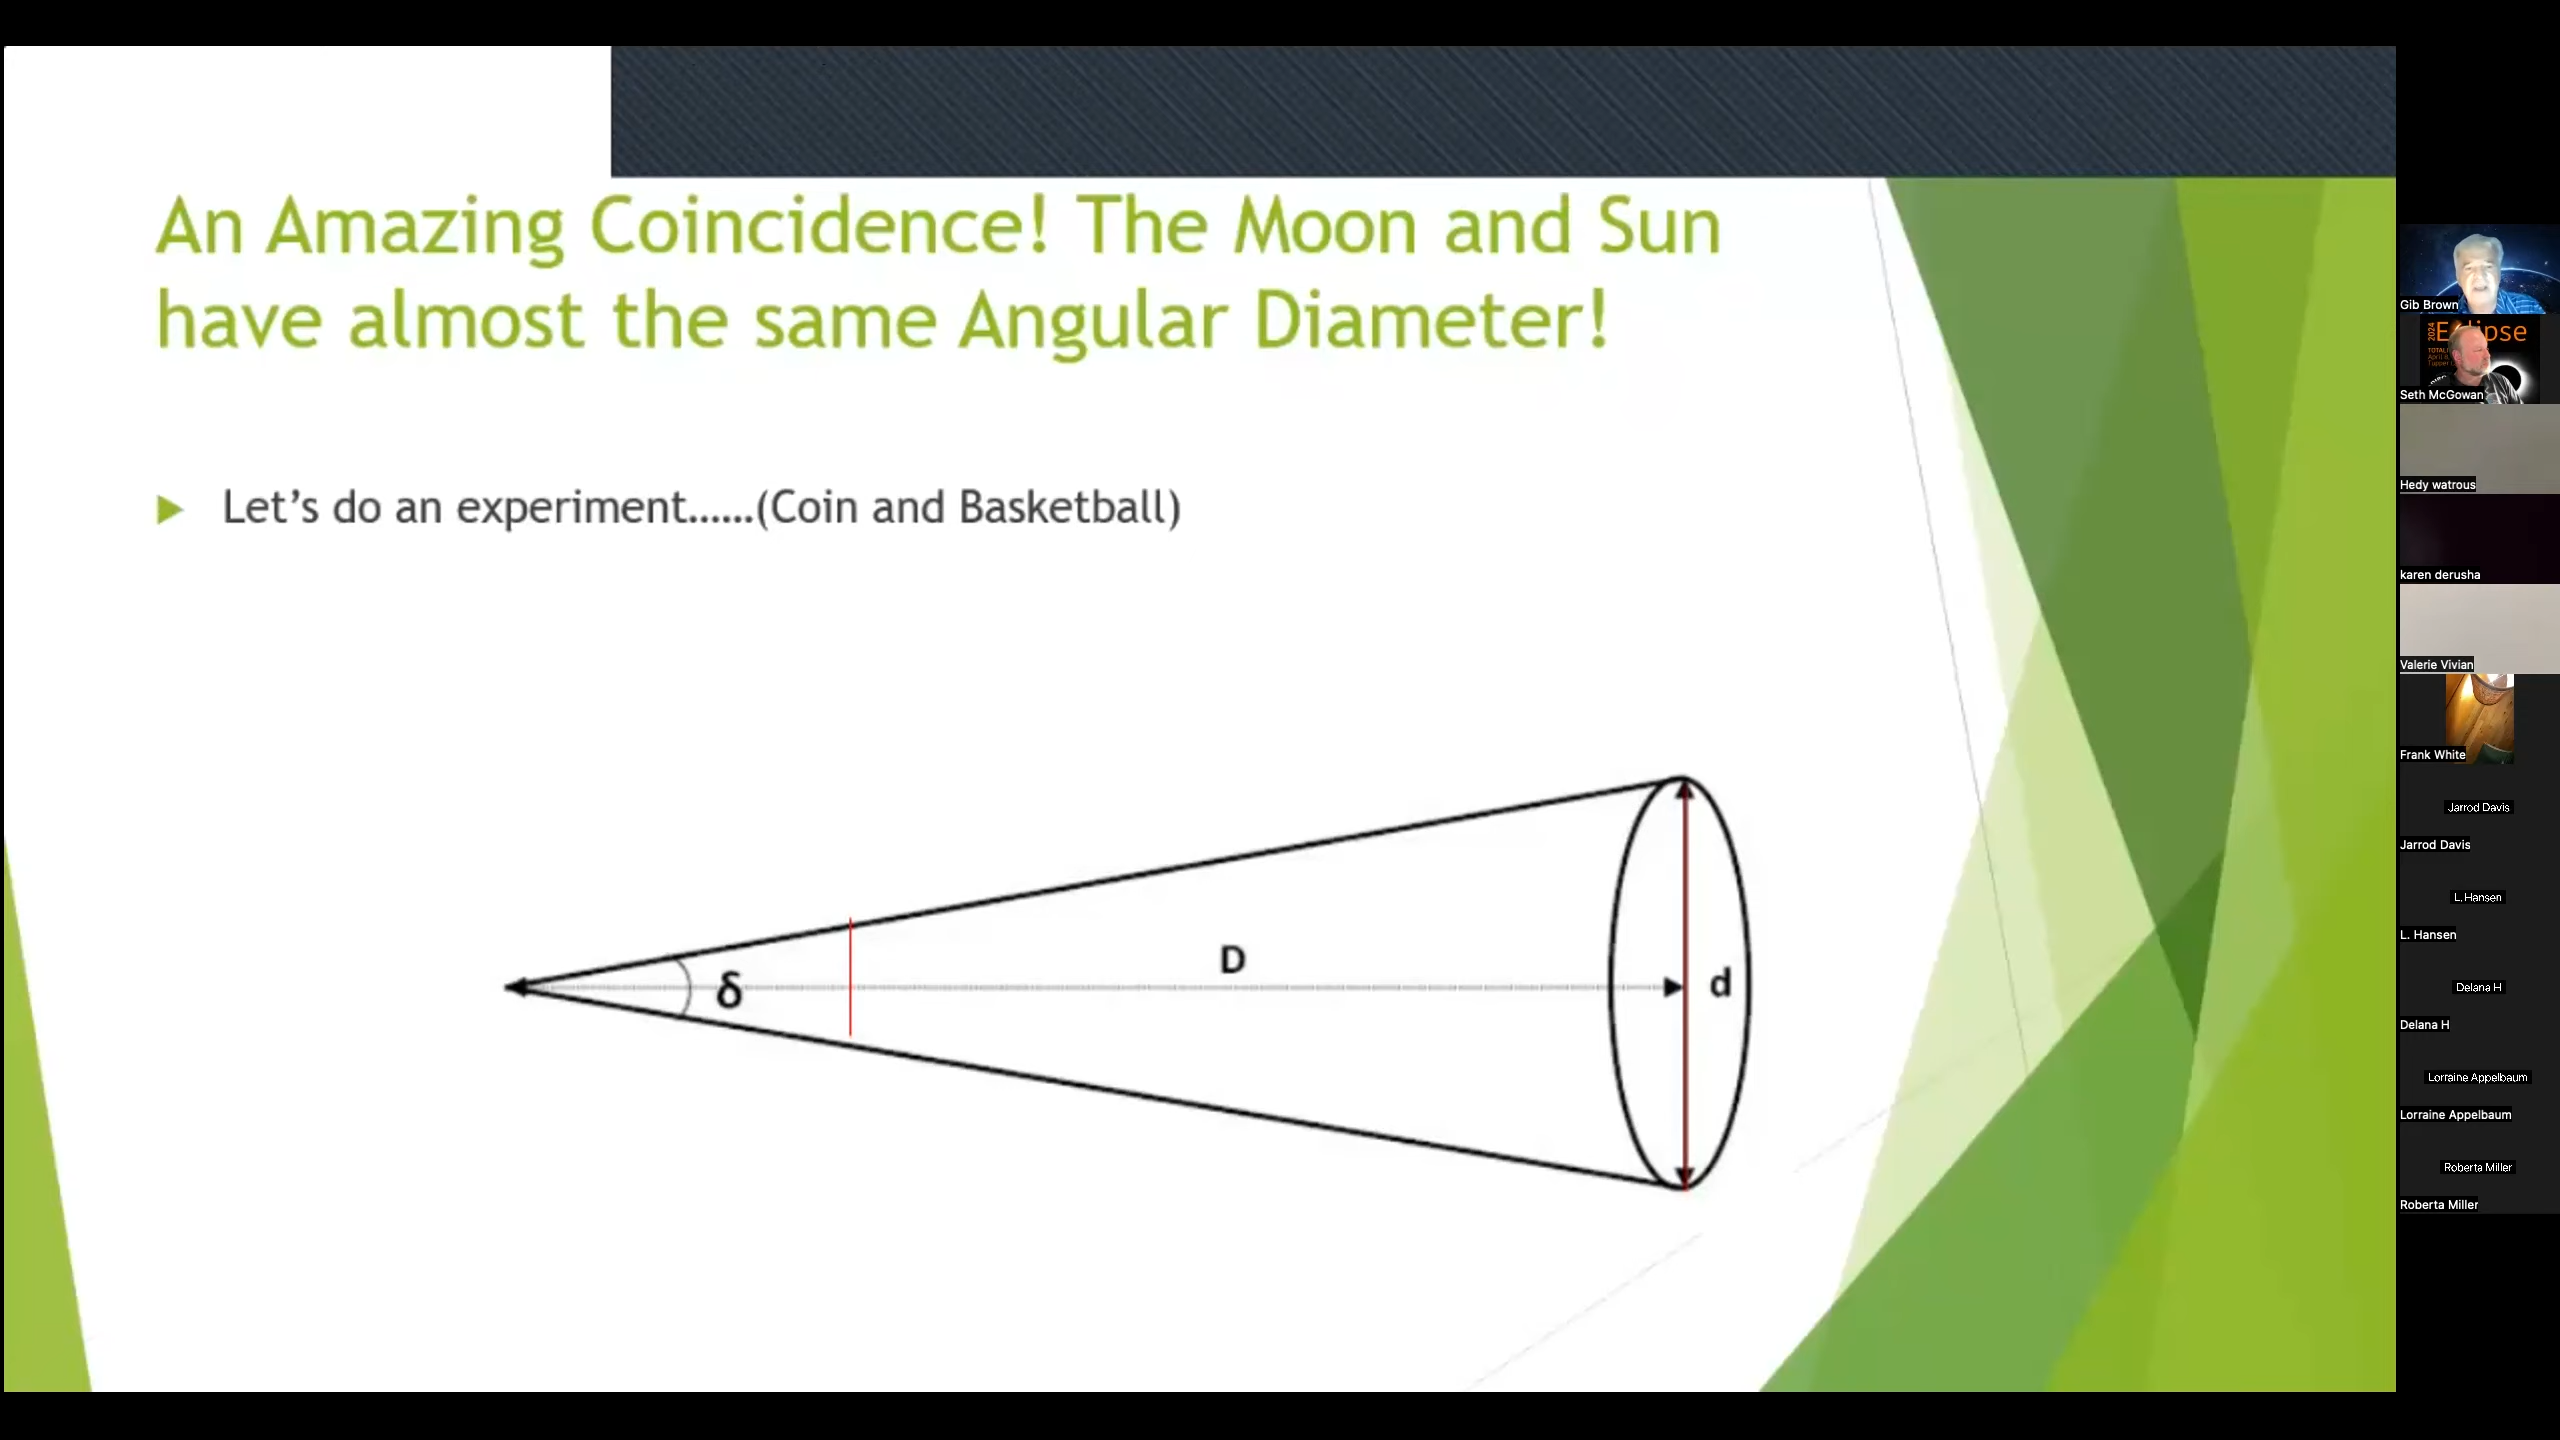 An Amazing Coincidence! The Moon and Sun
have almost the same Angular Diameter!
Let's do an experiment......(Coin and Basketball)
δ
D
d
Gib Brown
2024
Eclipse
Seth McGowan
Hedy watrous
karen derusha
Valerie Vivian
Frank White
Jarrod Davis
Jarrod Davis
L. Hansen
L. Hansen
Delana H
Delana H
Lorraine Appelbaum
Lorraine Appelbaum
Roberta Miller
Roberta Miller